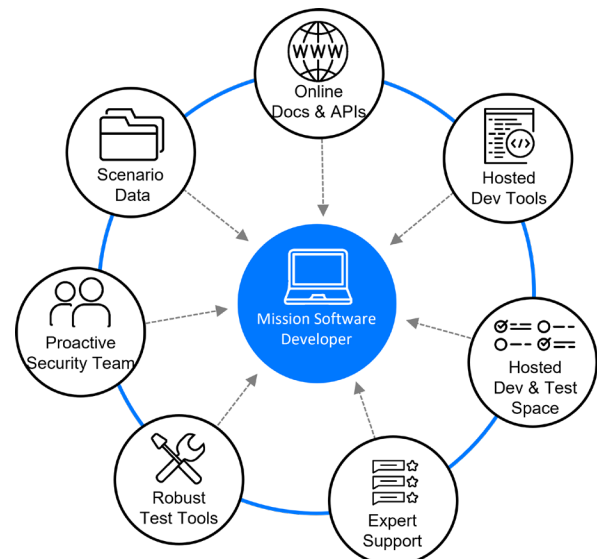 WWW
Online
Docs & APIs
Hosted
Dev Tools
Hosted
Dev & Test
Space
Expert
Support
Robust
Test Tools
Proactive
Security Team
Scenario
Data
Mission Software
Developer